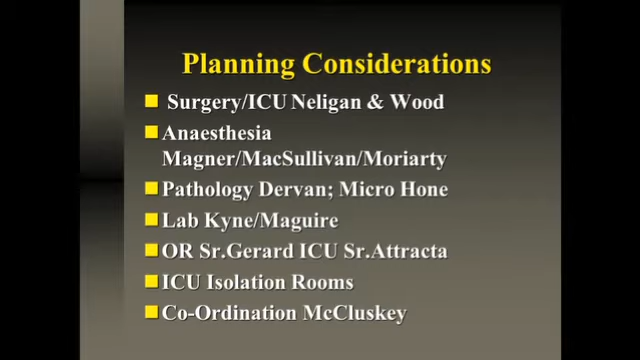 Planning Considerations
Surgery/ICU Neligan & Wood
Anaesthesia
Magner/MacSullivan/Moriarty
Pathology Dervan; Micro Hone
Lab Kyne/Maguire
OR Sr.Gerard ICU Sr.Attracta
ICU Isolation Rooms
Co-Ordination McCluskey